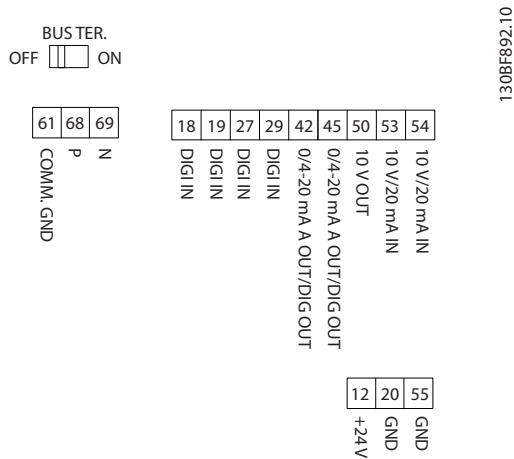 130BF892.10
BUS TER.
OFF ON
61 68 69
COMM. GND
P
N
18 19 27 29 42 45 50 53 54
DIGI IN
DIGI IN
DIGI IN
DIGI IN
0/4-20 mA A OUT/DIG OUT
0/4-20 mA A OUT/DIG OUT
10 V OUT
10 V/20 mA IN
10 V/20 mA IN
12 20 55
+24 V
GND
GND